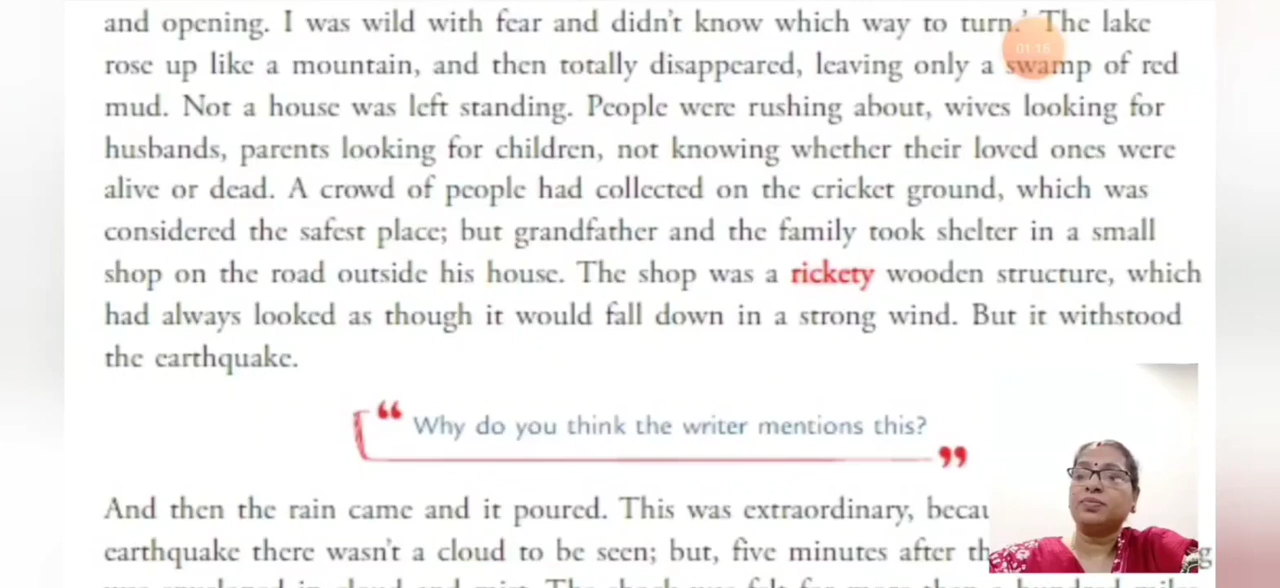 and opening. I was wild with fear and didn't know which way to turn.' The lake
01:18
rose up like a mountain, and then totally disappeared, leaving only a swamp of red
mud. Not a house was left standing. People were rushing about, wives looking for
husbands, parents looking for children, not knowing whether their loved ones were
alive or dead. A crowd of people had collected on the cricket ground, which was
considered the safest place; but grandfather and the family took shelter in a small
shop on the road outside his house. The shop was a rickety wooden structure, which
had always looked as though it would fall down in a strong wind. But it withstood
the earthquake.
“ Why do you think the writer mentions this? ”
And then the rain came and it poured. This was extraordinary,
earthquake there wasn't a cloud to be seen; but, five minutes after